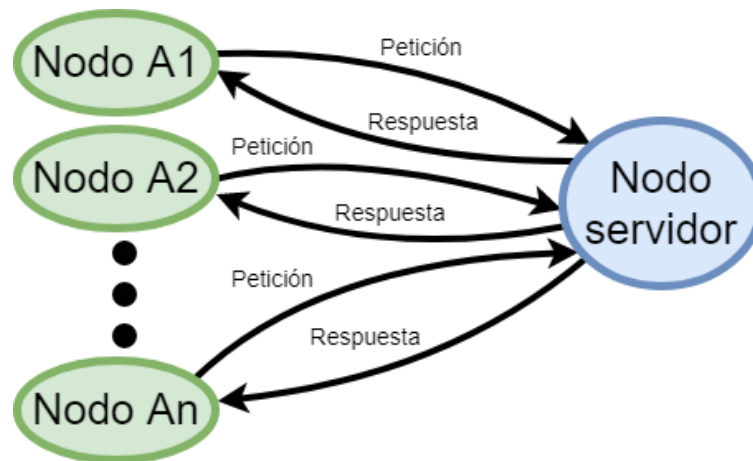 Nodo A1
Petición
Respuesta
Nodo A2
Petición
Respuesta
Nodo
servidor
Petición
Respuesta
Nodo An